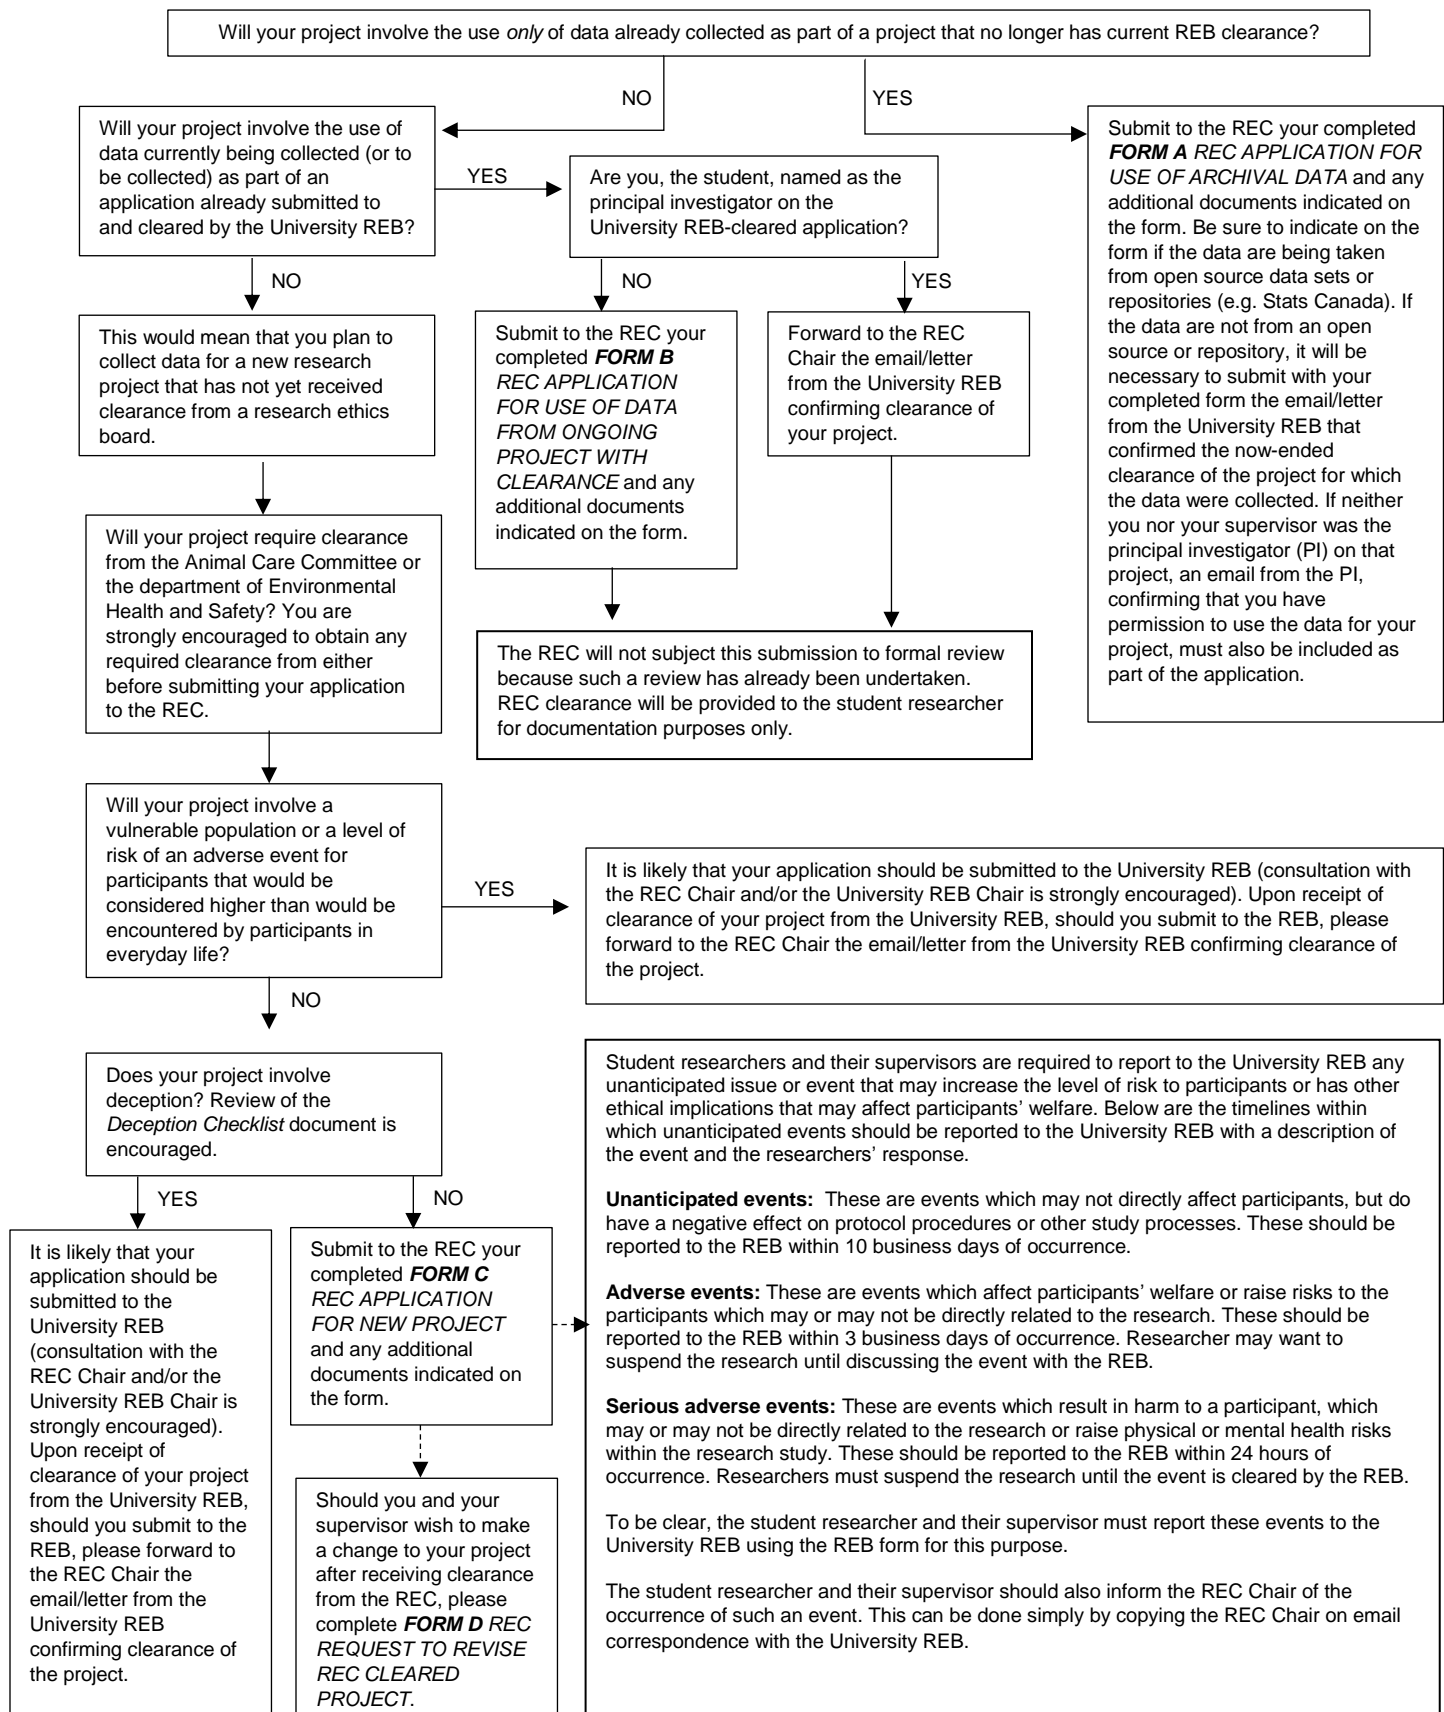 Will your project involve the use only of data already collected as part of a project that no longer has current REB clearance?
NO
YES
Will your project involve the use of
data currently being collected (or to
be collected) as part of an
application already submitted to
and cleared by the University REB?
YES
Are you, the student, named as the
principal investigator on the
University REB-cleared application?
Submit to the REC your completed
FORM A REC APPLICATION FOR
USE OF ARCHIVAL DATA and any
additional documents indicated on
the form. Be sure to indicate on the
form if the data are being taken
from open source data sets or
repositories (e.g. Stats Canada). If
the data are not from an open
source or repository, it will be
necessary to submit with your
completed form the email/letter
from the University REB that
confirmed the now-ended
clearance of the project for which
the data were collected. If neither
you nor your supervisor was the
principal investigator (PI) on that
project, an email from the PI,
confirming that you have
permission to use the data for your
project, must also be included as
part of the application.
NO
NO
YES
This would mean that you plan to
collect data for a new research
project that has not yet received
clearance from a research ethics
board.
Submit to the REC your
completed FORM B
REC APPLICATION
FOR USE OF DATA
FROM ONGOING
PROJECT WITH
CLEARANCE and any
additional documents
indicated on the form.
Forward to the REC
Chair the email/letter
from the University REB
confirming clearance of
your project.
Will your project require clearance
from the Animal Care Committee or
the department of Environmental
Health and Safety? You are
strongly encouraged to obtain any
required clearance from either
before submitting your application
to the REC.
The REC will not subject this submission to formal review
because such a review has already been undertaken.
REC clearance will be provided to the student researcher
for documentation purposes only.
Will your project involve a
vulnerable population or a level of
risk of an adverse event for
participants that would be
considered higher than would be
encountered by participants in
everyday life?
YES
It is likely that your application should be submitted to the University REB (consultation with
the REC Chair and/or the University REB Chair is strongly encouraged). Upon receipt of
clearance of your project from the University REB, should you submit to the REB, please
forward to the REC Chair the email/letter from the University REB confirming clearance of
the project.
NO
Does your project involve
deception? Review of the
Deception Checklist document is
encouraged.
YES
NO
It is likely that your
application should be
submitted to the
University REB
(consultation with the
REC Chair and/or the
University REB Chair is
strongly encouraged).
Upon receipt of
clearance of your project
from the University REB,
should you submit to the
REB, please forward to
the REC Chair the
email/letter from the
University REB
confirming clearance of
the project.
Submit to the REC your
completed FORM C
REC APPLICATION
FOR NEW PROJECT
and any additional
documents indicated on
the form.
Should you and your
supervisor wish to make
a change to your project
after receiving clearance
from the REC, please
complete FORM D REC
REQUEST TO REVISE
REC CLEARED
PROJECT.
Student researchers and their supervisors are required to report to the University REB any
unanticipated issue or event that may increase the level of risk to participants or has other
ethical implications that may affect participants' welfare. Below are the timelines within
which unanticipated events should be reported to the University REB with a description of
the event and the researchers' response.
Unanticipated events: These are events which may not directly affect participants, but do
have a negative effect on protocol procedures or other study processes. These should be
reported to the REB within 10 business days of occurrence.
Adverse events: These are events which affect participants' welfare or raise risks to the
participants which may or may not be directly related to the research. These should be
reported to the REB within 3 business days of occurrence. Researcher may want to
suspend the research until discussing the event with the REB.
Serious adverse events: These are events which result in harm to a participant, which
may or may not be directly related to the research or raise physical or mental health risks
within the research study. These should be reported to the REB within 24 hours of
occurrence. Researchers must suspend the research until the event is cleared by the REB.
To be clear, the student researcher and their supervisor must report these events to the
University REB using the REB form for this purpose.
The student researcher and their supervisor should also inform the REC Chair of the
occurrence of such an event. This can be done simply by copying the REC Chair on email
correspondence with the University REB.